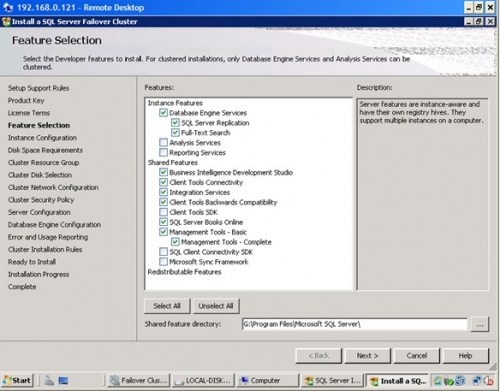 192.168.0.121 - Remote Desktop
Install a SQL Server Failover Cluster
Feature Selection
Select the Developer features to install. For clustered installations, only Database Engine Services and Analysis Services can be
clustered.
Setup Support Rules
Product Key
License Terms
Feature Selection
Instance Configuration
Disk Space Requirements
Cluster Resource Group
Cluster Disk Selection
Cluster Network Configuration
Cluster Security Policy
Server Configuration
Database Engine Configuration
Error and Usage Reporting
Cluster Installation Rules
Ready to Install
Installation Progress
Complete
Features:
Instance Features
Database Engine Services
SQL Server Replication
Full-Text Search
Analysis Services
Reporting Services
Shared Features
Business Intelligence Development Studio
Client Tools Connectivity
Integration Services
Client Tools Backwards Compatibility
Client Tools SDK
SQL Server Books Online
Management Tools - Basic
Management Tools - Complete
SQL Client Connectivity SDK
Microsoft Sync Framework
Redistributable Features
Description:
Server features are instance-aware and
have their own registry hives. They
support multiple instances on a computer.
Select All
Unselect All
Shared feature directory:
G:\Program Files\Microsoft SQL Server\
...
< Back
Next >
Cancel
Help
Start
Failover Clus...
LOCAL-DISK...
Computer
SQL Server I...
Install a SQ...